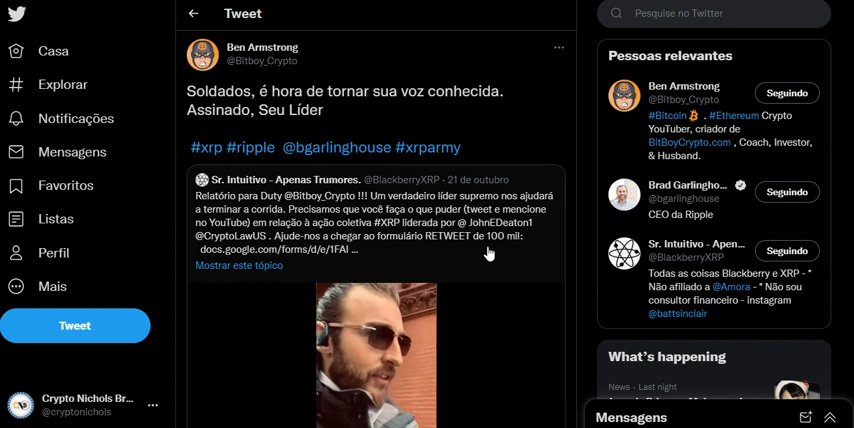 Tweet
Pesquise no Twitter
Casa
Explorar
Notificações
Mensagens
Favoritos
Listas
Perfil
Mais
Tweet
Crypto Nichols Br...
@cryptonichols
Ben Armstrong
@Bitboy_Crypto
Soldados, é hora de tornar sua voz conhecida.
Assinado, Seu Líder
#xrp #ripple @bgarlinghouse #xrparmy
Sr. Intuitivo - Apenas Trumores. @BlackberryXRP · 21 de outubro
Relatório para Duty @Bitboy_Crypto !!! Um verdadeiro líder supremo nos ajudará
a terminar a corrida. Precisamos que você faça o que puder (tweet e mencione
no YouTube) em relação à ação coletiva #XRP liderada por @ JohnEDeaton1
@CryptoLawUS . Ajude-nos a chegar ao formulário RETWEET de 100 mil:
docs.google.com/forms/d/e/1FAI ...
Mostrar este tópico
Pessoas relevantes
Ben Armstrong
@Bitboy_Crypto
Seguindo
#Bitcoin . #Ethereum Crypto
YouTuber, criador de
BitBoyCrypto.com , Coach, Investor,
& Husband.
Brad Garlingho...
@bgarlinghouse
Seguindo
CEO da Ripple
Sr. Intuitivo - Apen...
@BlackberryXRP
Seguindo
Todas as coisas Blackberry e XRP - *
Não afiliado a @Amora - * Não sou
consultor financeiro - instagram
@battsinclair
What's happening
News · Last night
Mensagens